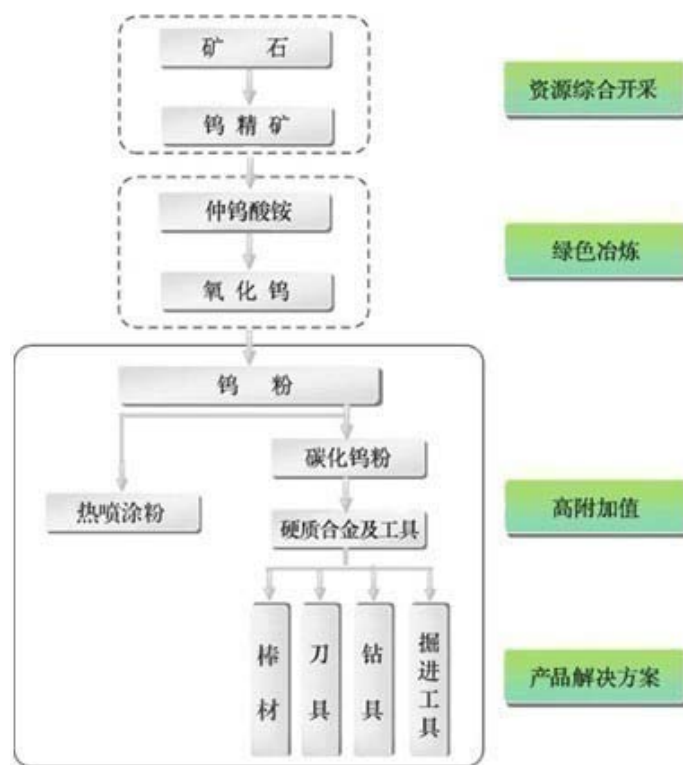 矿 石
资源综合开采
钨精矿
仲钨酸铵
绿色冶炼
氧化钨
钨 粉
碳化钨粉
热喷涂粉
高附加值
硬质合金及工具
棒材
刀具
钻具
掘进工具
产品解决方案